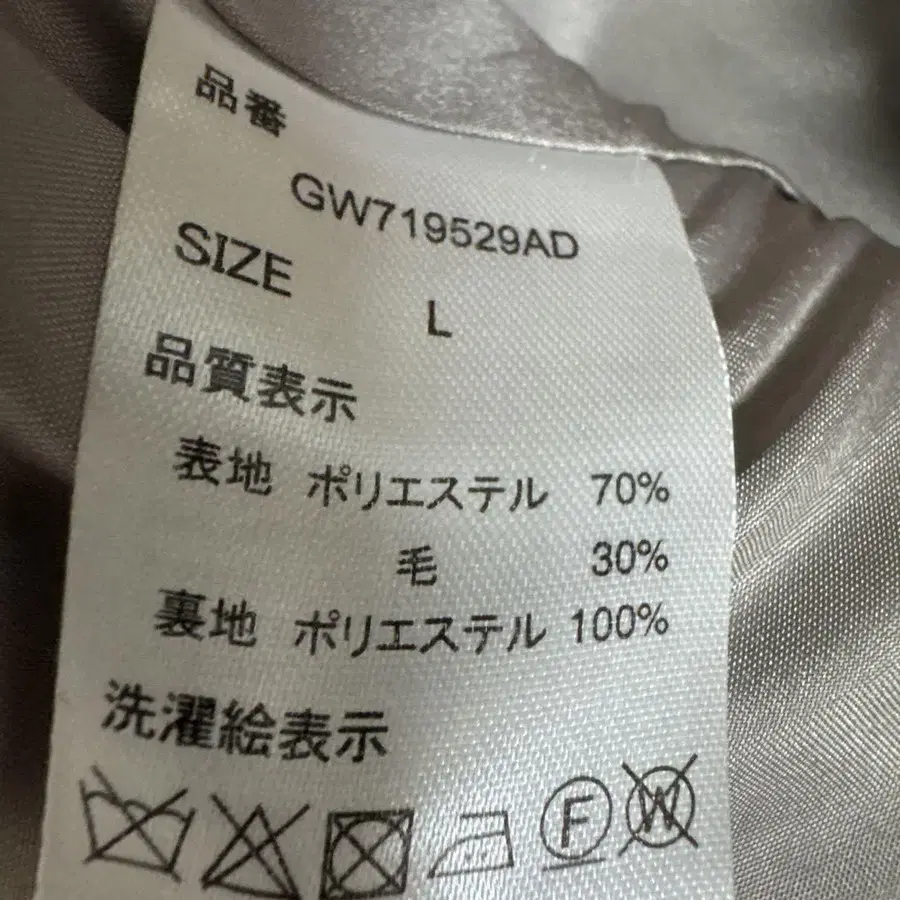 品番
GW719529AD
SIZE
L
品質表示
表地 ポリエステル 70%
毛 30%
裏地 ポリエステル 100%
洗濯絵表示
F W